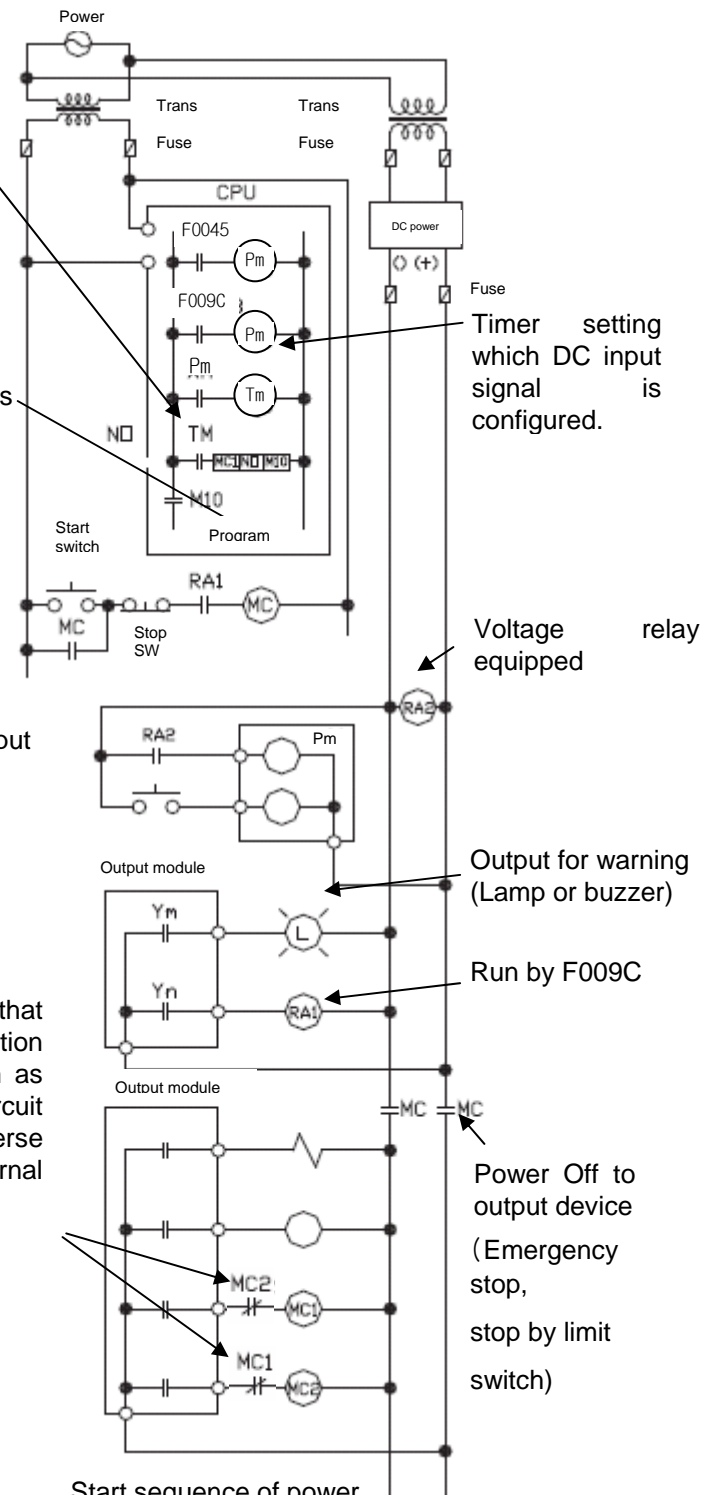 Power
Trans
Trans
Fuse
Fuse
CPU
F0045
DC power
Pm
( ) (+)
F009C
Fuse
Pm
Timer setting
which DC input
signal is
configured.
Pm
Tm
s
TM
MC1 M10
M10
Program
Start
switch
RA1
MC
MC
Stop
SW
Voltage relay
equipped
RA2
out
RA2
Pm
Output module
Output for warning
(Lamp or buzzer)
Ym
L
Run by F009C
Yn
RA1
that
tion
as
Output module
MC
MC
rcuit
erse
rnal
Power Off to
output device
(Emergency
stop,
stop by limit
switch)
MC2
MC1
MC1
MC2
Start sequence of power